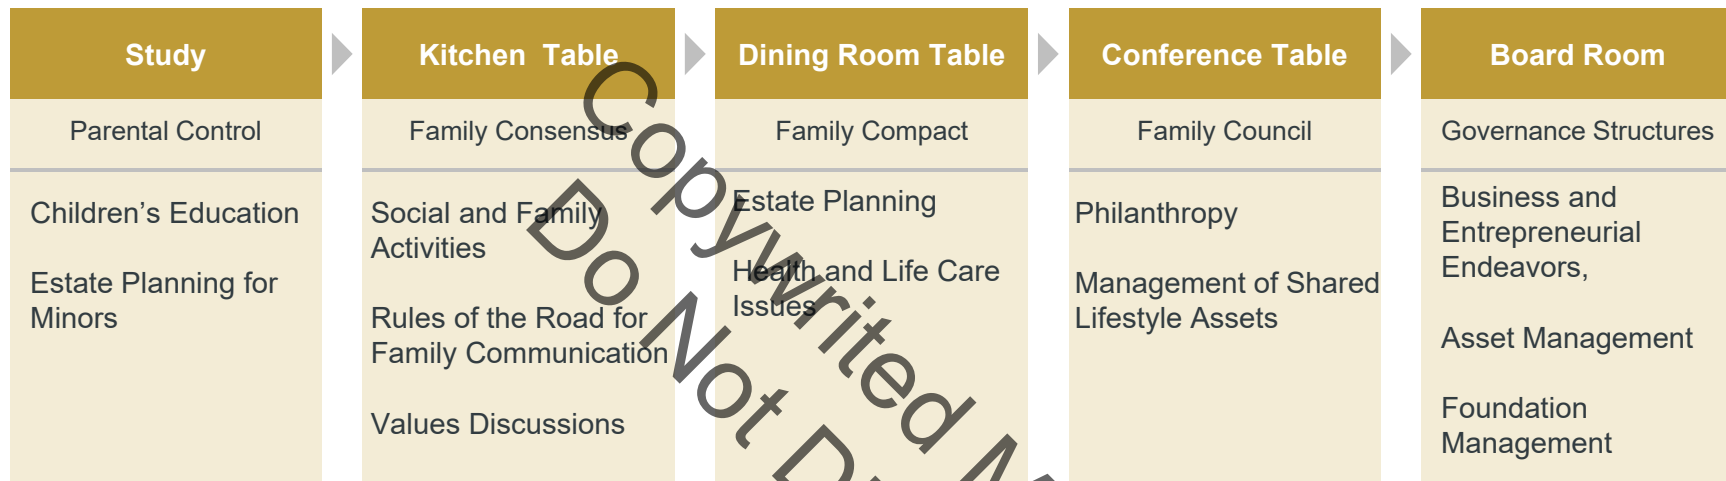 Study
Parental Control
Children’s Education
Estate Planning for
Minors
Kitchen Table
Family Consensus
Social and Family
Activities
Rules of the Road for
Family Communication
Values Discussions
Dining Room Table
Family Compact
Estate Planning
Health and Life Care
Issues
Conference Table
Family Council
Philanthropy
Management of Shared
Lifestyle Assets
Board Room
Governance Structures
Business and
Entrepreneurial
Endeavors,
Asset Management
Foundation
Management
Copywrited
Do Not